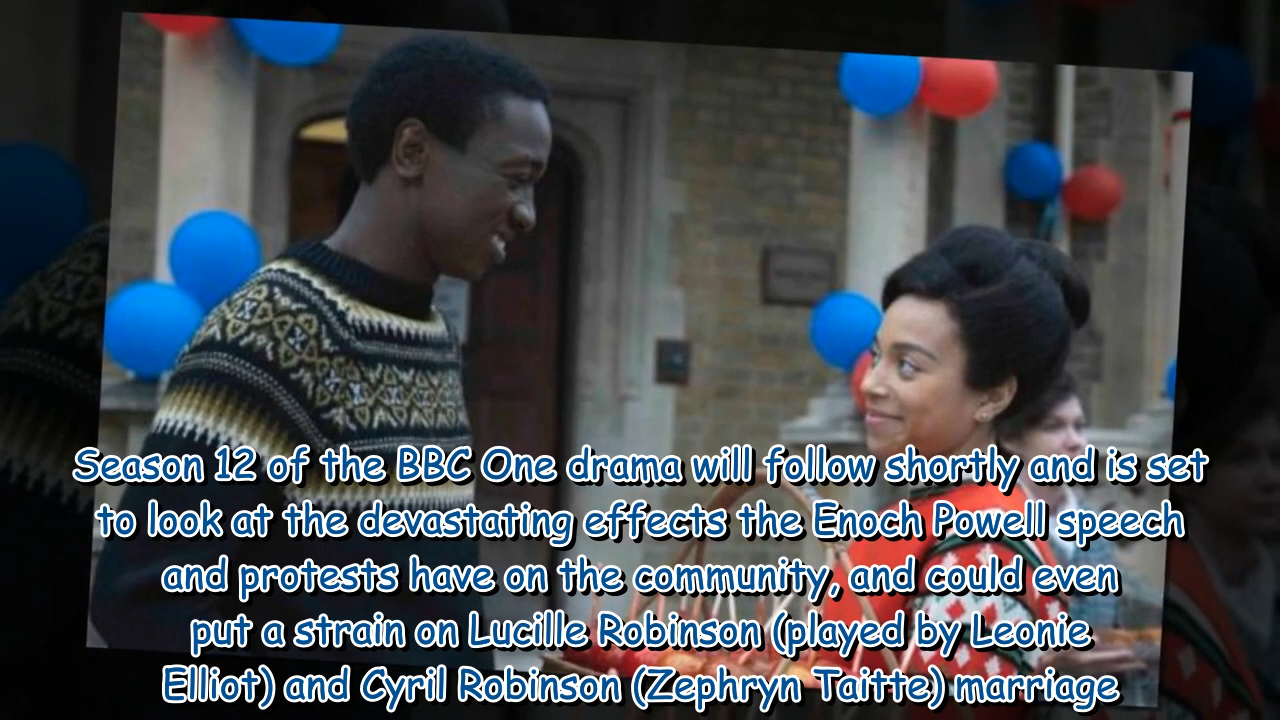 Season 12 of the BBC One drama will follow shortly and is set
to look at the devastating effects the Enoch Powell speech
and protests have on the community, and could even
put a strain on Lucille Robinson (played by Leonie
Elliot) and Cyril Robinson (Zephryn Taitte) marriage